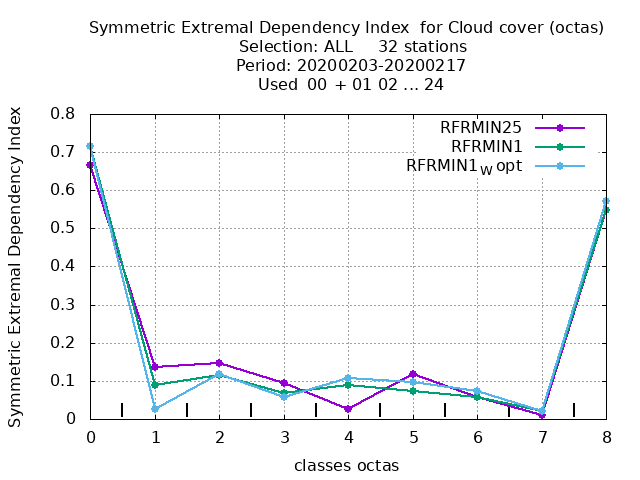 Symmetric Extremal Dependency Index  for Cloud cover (octas)
Selection: ALL     32 stations
Period: 20200203-20200217
Used  00  + 01 02 ... 24
Symmetric Extremal Dependency Index
0.8
0.7
0.6
0.5
0.4
0.3
0.2
0.1
0
RFRMIN25
RFRMIN1
RFRMIN1wopt
0 1 2 3 4 5 6 7 8
classes octas